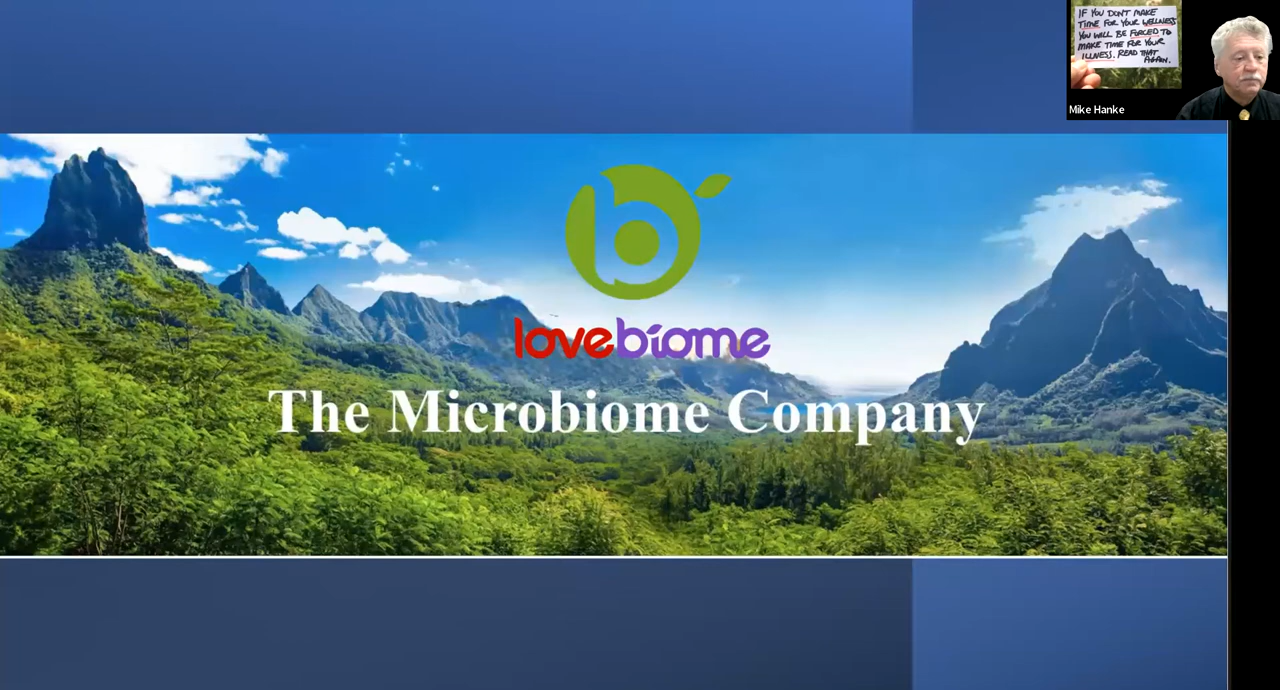 IF YOU DON'T MAKE
TIME FOR YOUR WELLNESS
YOU WILL BE FORCED TO
MAKE TIME FOR YOUR
ILLNESS. READ THAT
AGAIN.
Mike Hanke
lovebiome
The Microbiome Company